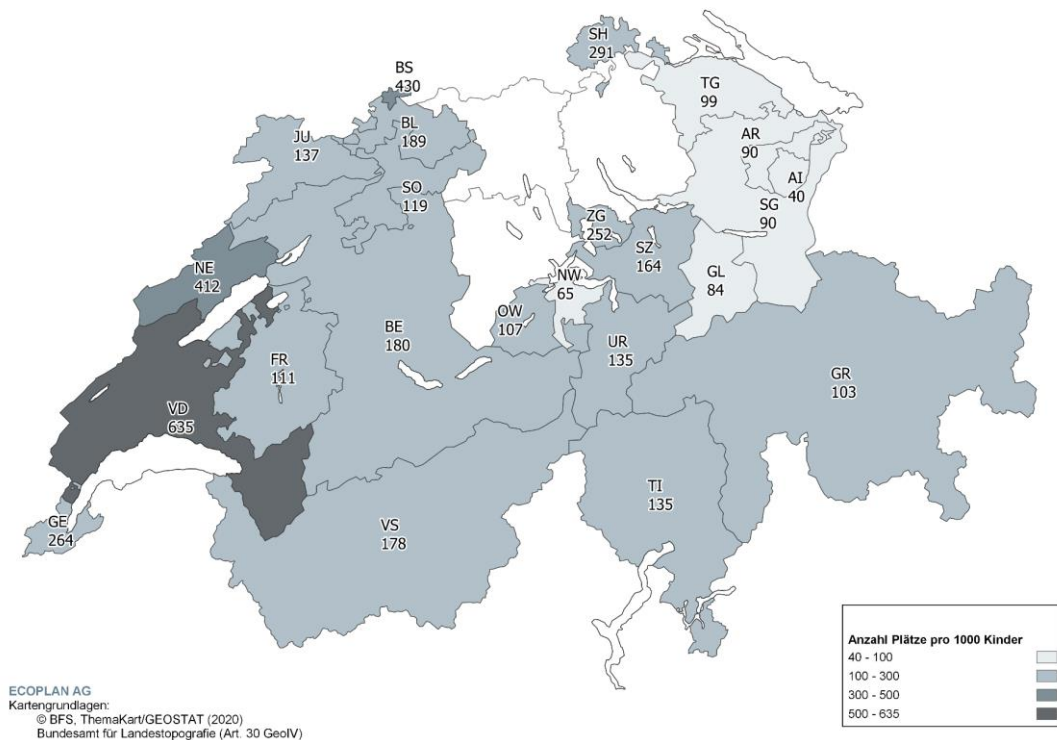 SH
291
BS
430
TG
99
BL
189
JU
137
AR
90
AI
40
SO
119
SG
90
ZG
252
SZ
164
NE
412
NW
65
GL
84
OW
107
BE
180
UR
135
FR
111
GR
103
VD
635
TI
135
GE
264
VS
178
Anzahl Plätze pro 1000 Kinder
40 - 100
100 - 300
300 - 500
500 - 635
ECOPLAN AG
Kartengrundlagen:
© BFS, ThemaKart/GEOSTAT (2020)
Bundesamt für Landestopografie (Art. 30 GeoIV)